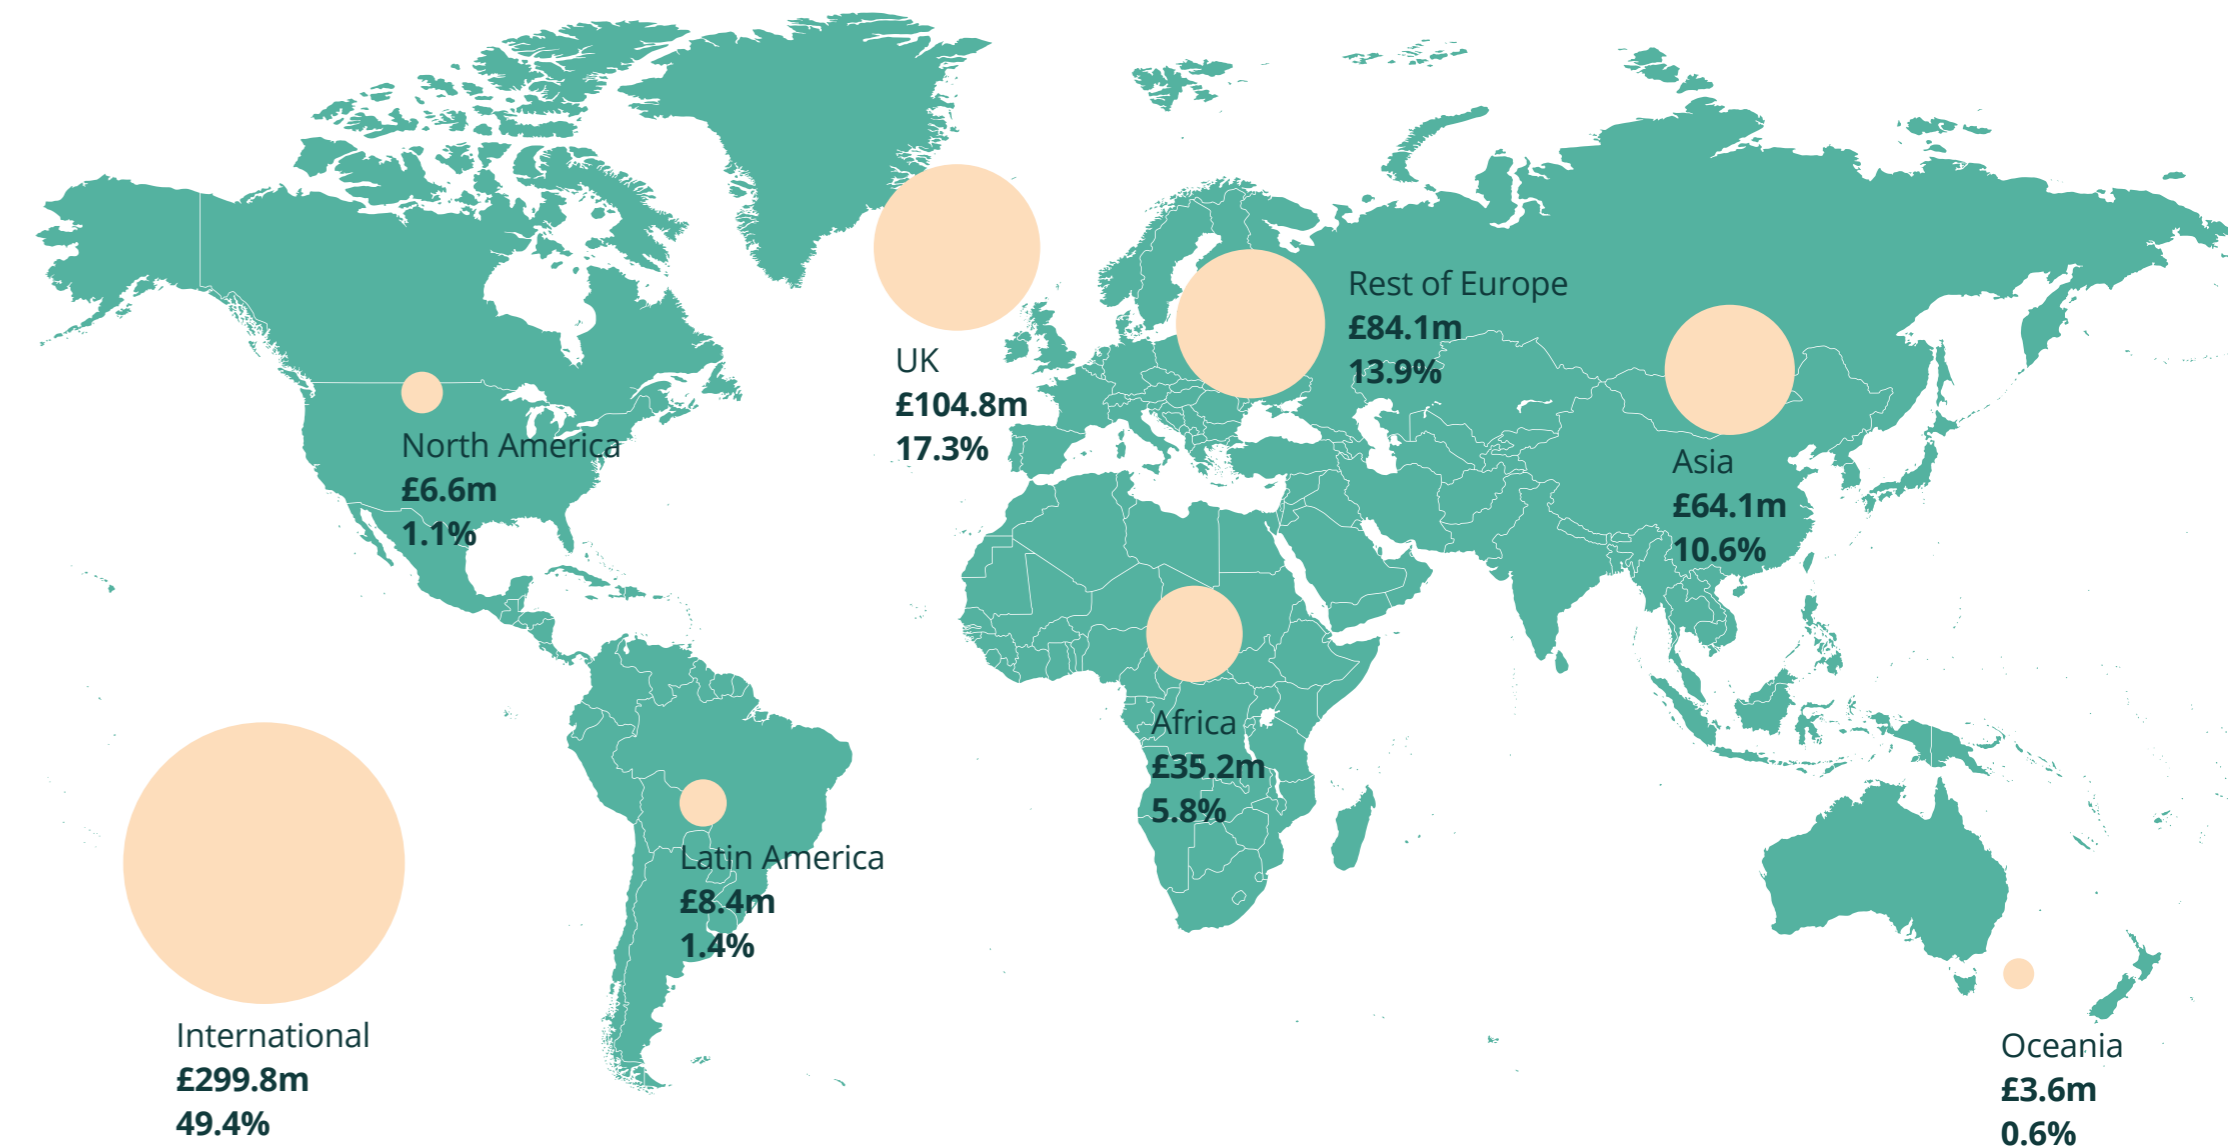 Rest of Europe
£84.1m
13.9%
UK
£104.8m
17.3%
North America
£6.6m
1.1%
Asia
£64.1m
10.6%
Africa
£35.2m
5.8%
Latin America
£8.4m
1.4%
International
£299.8m
49.4%
Oceania
£3.6m
0.6%